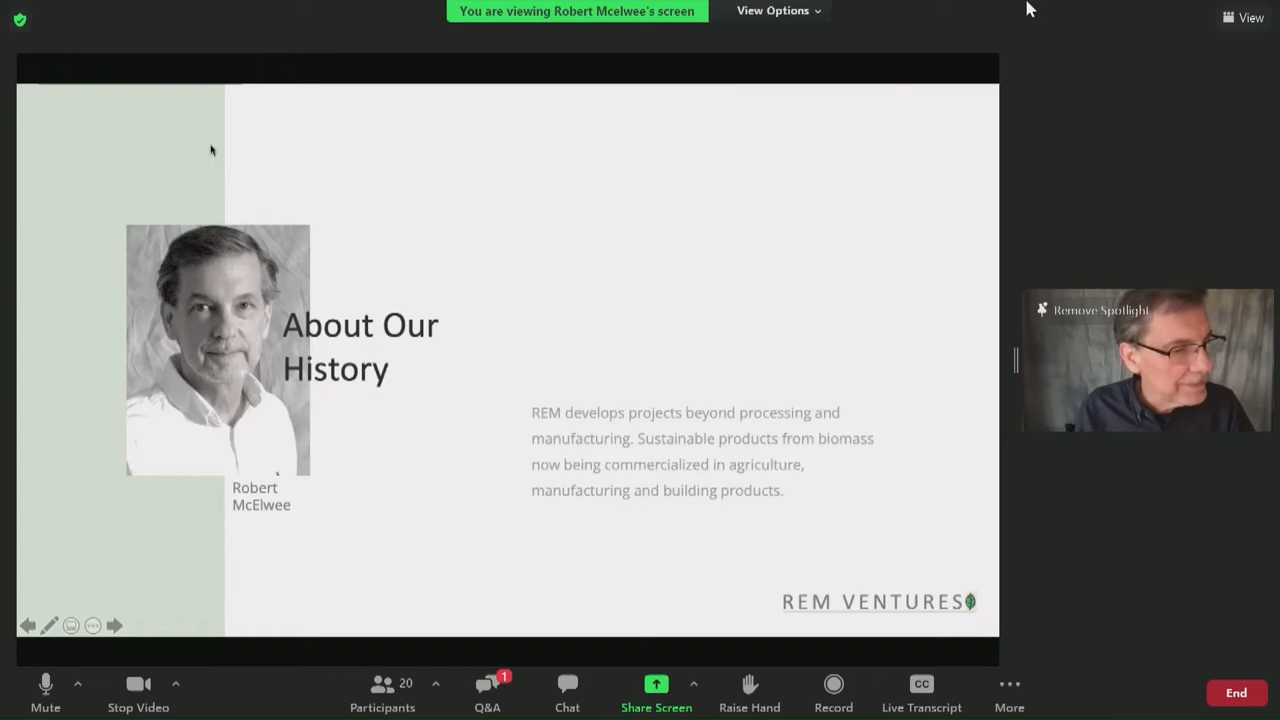 You are viewing Robert Mcelwee's screen
View Options
View
About Our
History
REM develops projects beyond processing and
manufacturing. Sustainable products from biomass
now being commercialized in agriculture,
manufacturing and building products.
Robert
McElwee
REM VENTURES
Remove Spotlight
Mute
Stop Video
20
Participants
1
Q&A
Chat
Share Screen
Raise Hand
Record
CC
Live Transcript
More
End